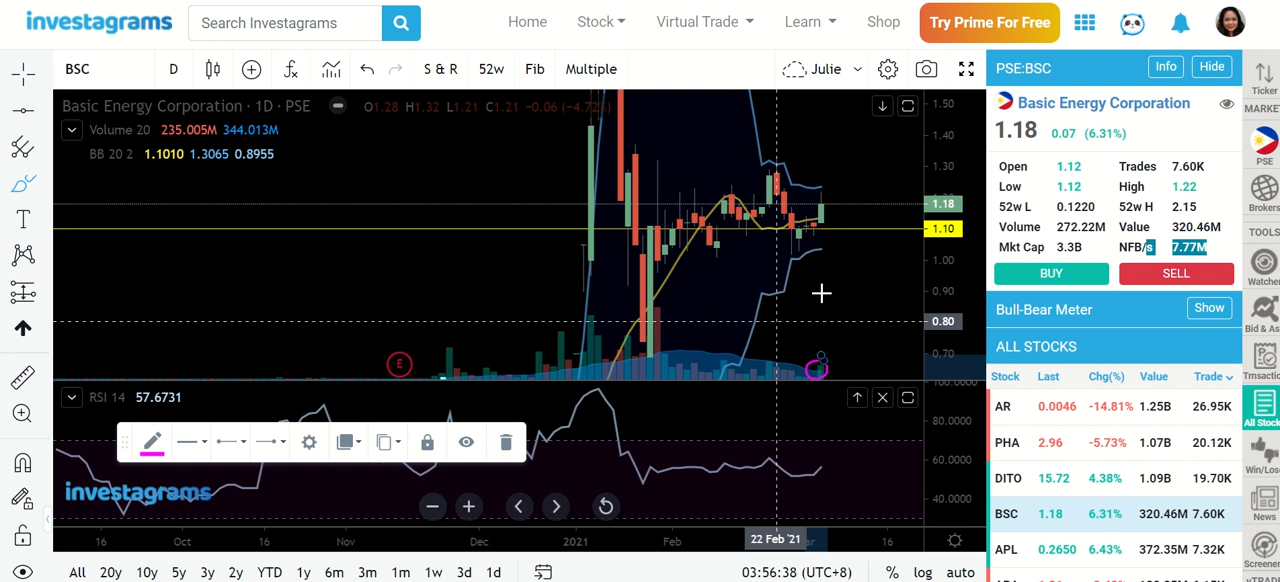 investagrams
Search Investagrams
Home Stock Virtual Trade Learn Shop Try Prime For Free
BSC D S & R 52w Fib Multiple Julie
Basic Energy Corporation · 1D · PSE O1.28 H1.32 L1.21 C1.21 -0.06 (-4.72%)
Volume 20 235.005M 344.013M
BB 20 2 1.1010 1.3065 0.8955
1.50
1.40
1.30
1.18
1.10
1.00
0.90
0.80
0.70
E
RSI 14 57.6731
100.0000
80.0000
60.0000
40.0000
investagrams
16 Oct 16 Nov Dec 2021 Feb 22 Feb '21 16
All 20y 10y 5y 3y 2y YTD 1y 6m 3m 1m 1w 3d 1d 03:56:38 (UTC+8) % log auto
PSE:BSC Info Hide
Basic Energy Corporation
1.18 0.07 (6.31%)
Open 1.12 Trades 7.60K
Low 1.12 High 1.22
52w L 0.1220 52w H 2.15
Volume 272.22M Value 320.46M
Mkt Cap 3.3B NFB/s 7.77M
BUY SELL
Bull-Bear Meter Show
ALL STOCKS
Stock Last Chg(%) Value Trade
AR 0.0046 -14.81% 1.25B 26.95K
PHA 2.96 -5.73% 1.07B 20.12K
DITO 15.72 4.38% 1.09B 19.70K
BSC 1.18 6.31% 320.46M 7.60K
APL 0.2650 6.43% 372.35M 7.32K
Ticker
MARKE
PSE
Brokers
TOOLS
Watcher
Bid & As
Trnsactic
All Stock
Win/Lose
News
Screener